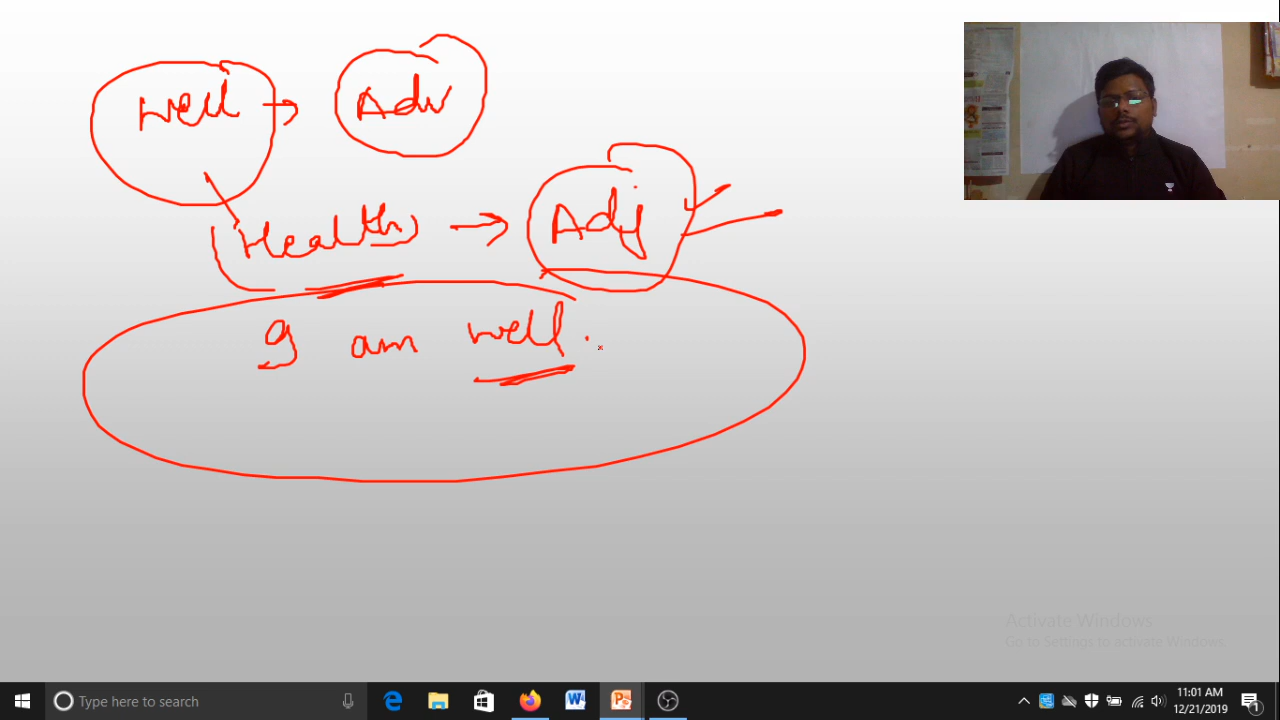 well → Adv
(Health) → Adj
I am well.
Activate Windows
Go to Settings to activate Windows.
Type here to search
11:01 AM
12/21/2019